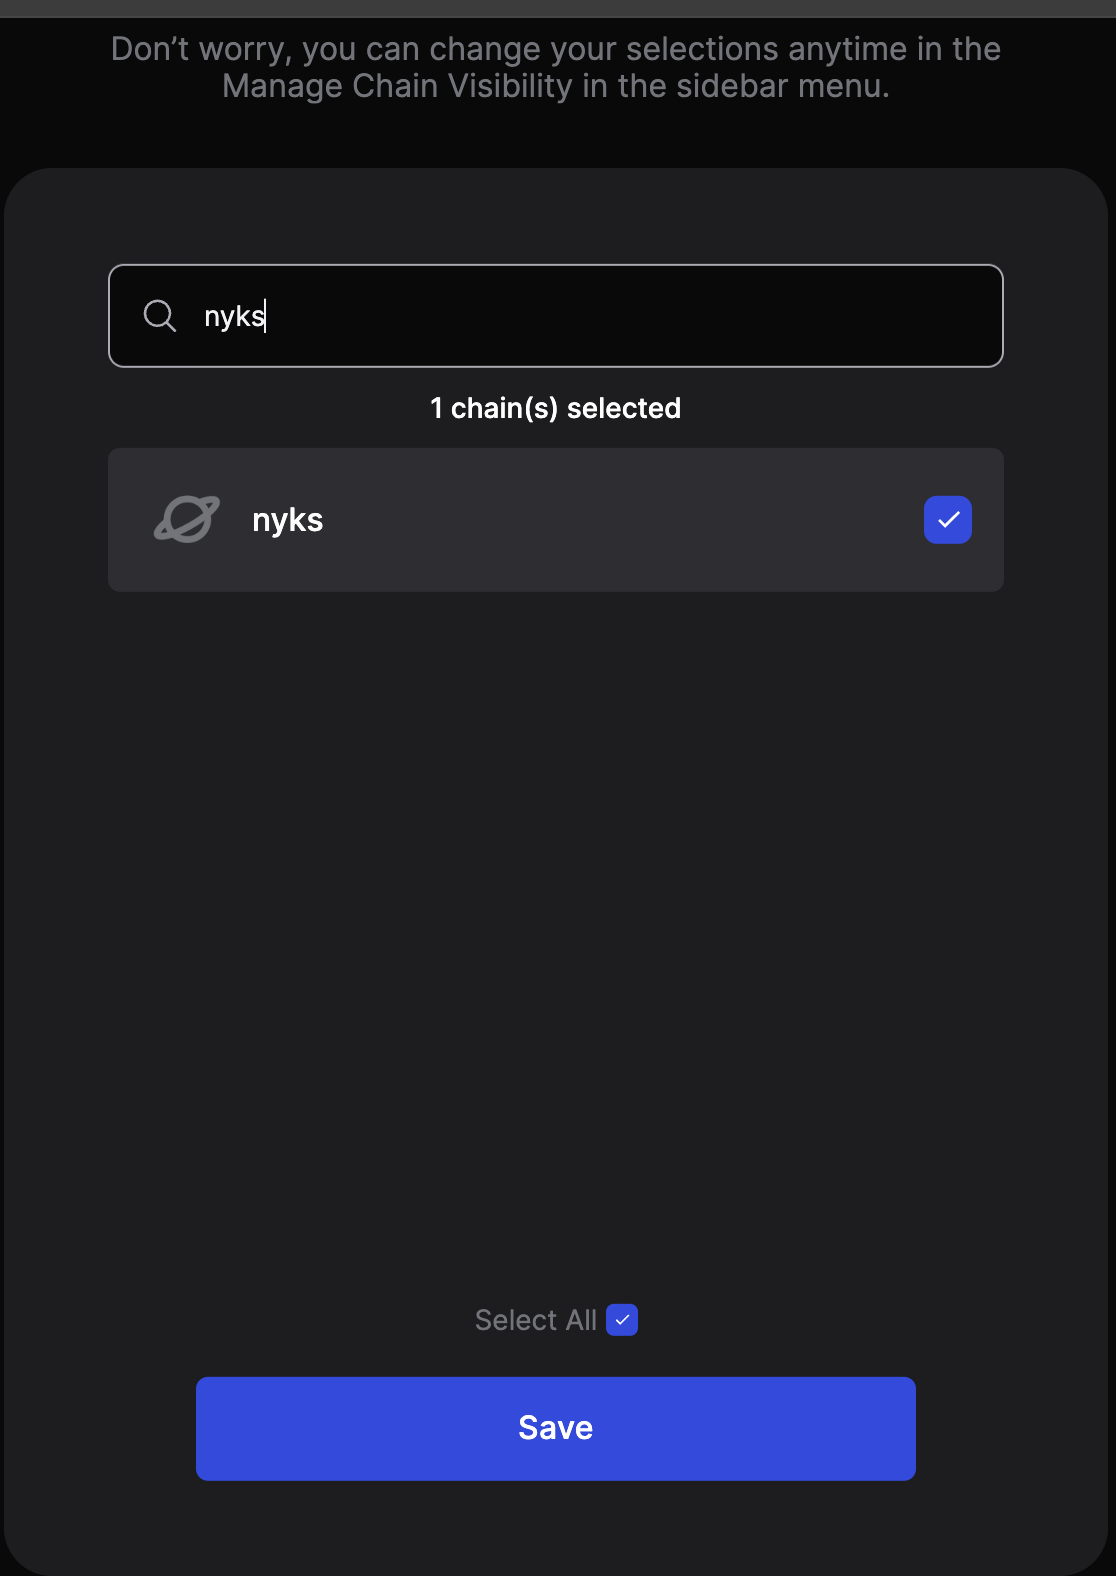 Don’t worry, you can change your selections anytime in the
Manage Chain Visibility in the sidebar menu.
nyks
1 chain(s) selected
nyks
Select All
Save